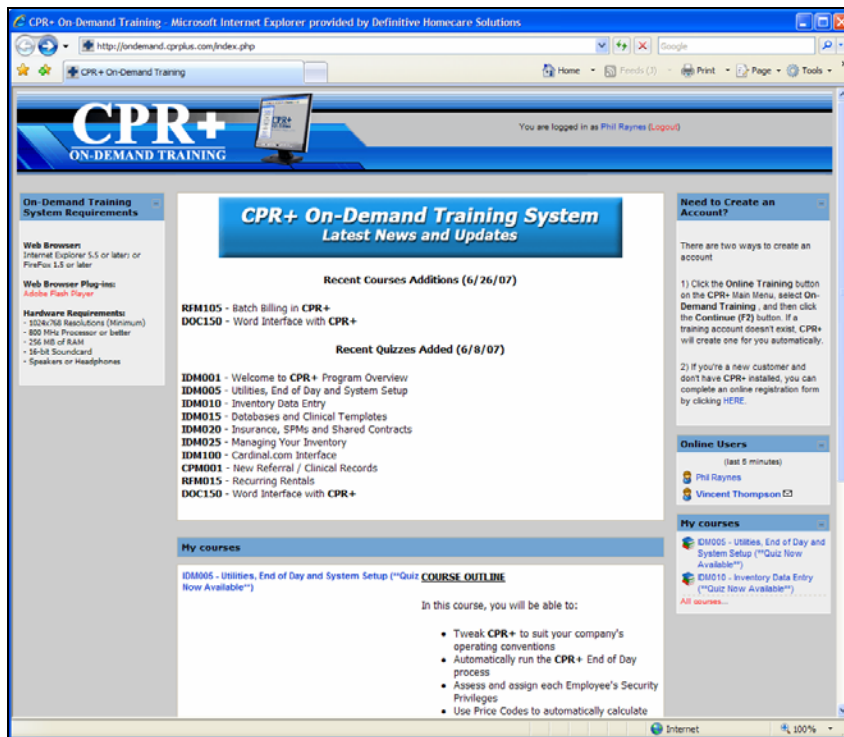 CPR+ On-Demand Training - Microsoft Internet Explorer provided by Definitive Homecare Solutions
http://ondemand.cprplus.com/index.php
Google
CPR+ On-Demand Training
Home
Feeds (J)
Print
Page
Tools
CPR+
ON-DEMAND TRAINING
You are logged in as Phil Raynes (Logout)
On-Demand Training
System Requirements
Web Browser:
Internet Explorer 5.5 or later; or
FireFox 1.5 or later
Web Browser Plug-ins:
Adobe Flash Player
Hardware Requirements:
- 1024x768 Resolutions (Minimum)
- 800 MHz Processor or better
- 256 MB of RAM
- 16-bit Soundcard
- Speakers or Headphones
CPR+ On-Demand Training System
Latest News and Updates
Recent Courses Additions (6/26/07)
RFM105 - Batch Billing in CPR+
DOC150 - Word Interface with CPR+
Recent Quizzes Added (6/8/07)
IDM001 - Welcome to CPR+ Program Overview
IDM005 - Utilities, End of Day and System Setup
IDM010 - Inventory Data Entry
IDM015 - Databases and Clinical Templates
IDM020 - Insurance, SPMs and Shared Contracts
IDM025 - Managing Your Inventory
IDM100 - Cardinal.com Interface
CPM001 - New Referral / Clinical Records
RFM015 - Recurring Rentals
DOC150 - Word Interface with CPR+
My courses
IDM005 - Utilities, End of Day and System Setup (**Quiz
Now Available**)
COURSE OUTLINE
In this course, you will be able to:
• Tweak CPR+ to suit your company's
operating conventions
• Automatically run the CPR+ End of Day
process
• Assess and assign each Employee's Security
Privileges
• Use Price Codes to automatically calculate
Need to Create an
Account?
There are two ways to create an
account
1) Click the Online Training button
on the CPR+ Main Menu, select On-
Demand Training , and then click
the Continue (F2) button. If a
training account doesn't exist, CPR+
will create one for you automatically.
2) If you're a new customer and
don't have CPR+ installed, you can
complete an online registration form
by clicking HERE.
Online Users
(last 5 minutes)
Phil Raynes
Vincent Thompson
My courses
IDM005 - Utilities, End of Day and
System Setup (**Quiz Now
Available**)
IDM010 - Inventory Data Entry
(**Quiz Now Available**)
All courses...
Internet
100%